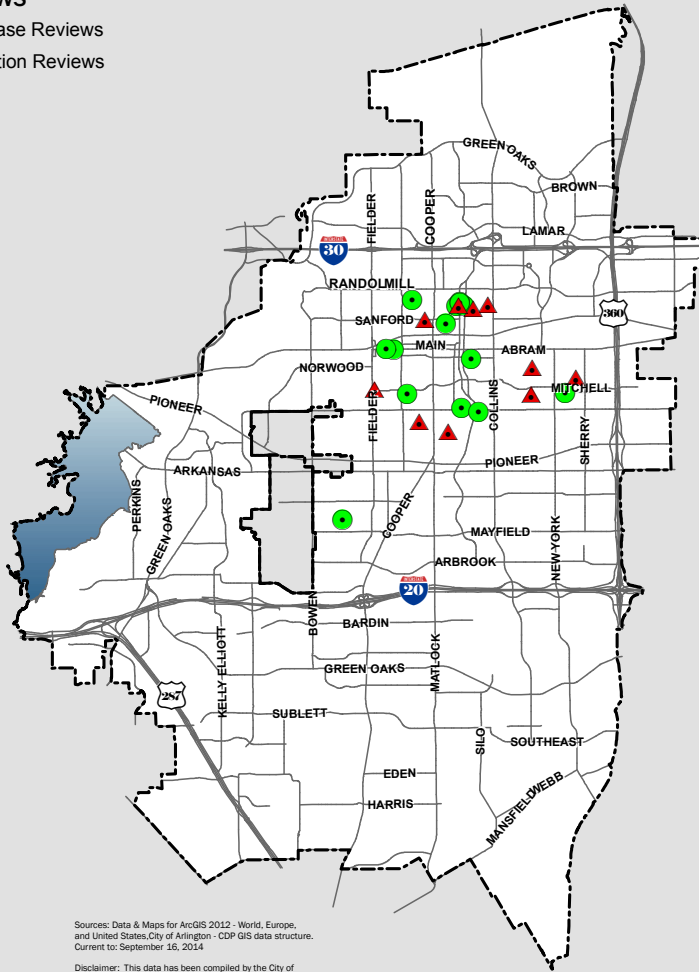 ase Reviews
tion Reviews
GREEN OAKS
BROWN
FIELDER
COOPER
LAMAR
INTERSTATE
30
RANDOLMILL
360
SANFORD
MAIN
ABRAM
NORWOOD
MITCHELL
PIONEER
FIELDER
COLLINS
SHERRY
PIONEER
ARKANSAS
PERKINS
GREEN OAKS
COOPER
MAYFIELD
NEW YORK
ARBROOK
INTERSTATE
20
BOWEN
BARDIN
KELLY ELLIOTT
GREEN OAKS
MATLOCK
287
SUBLETT
SILO
SOUTHEAST
EDEN
WEBB
HARRIS
MANSFIELD
Sources: Data & Maps for ArcGIS 2012 - World, Europe,
and United States,City of Arlington - CDP GIS data structure.
Current to: September 16, 2014
Disclaimer: This data has been compiled by the City of